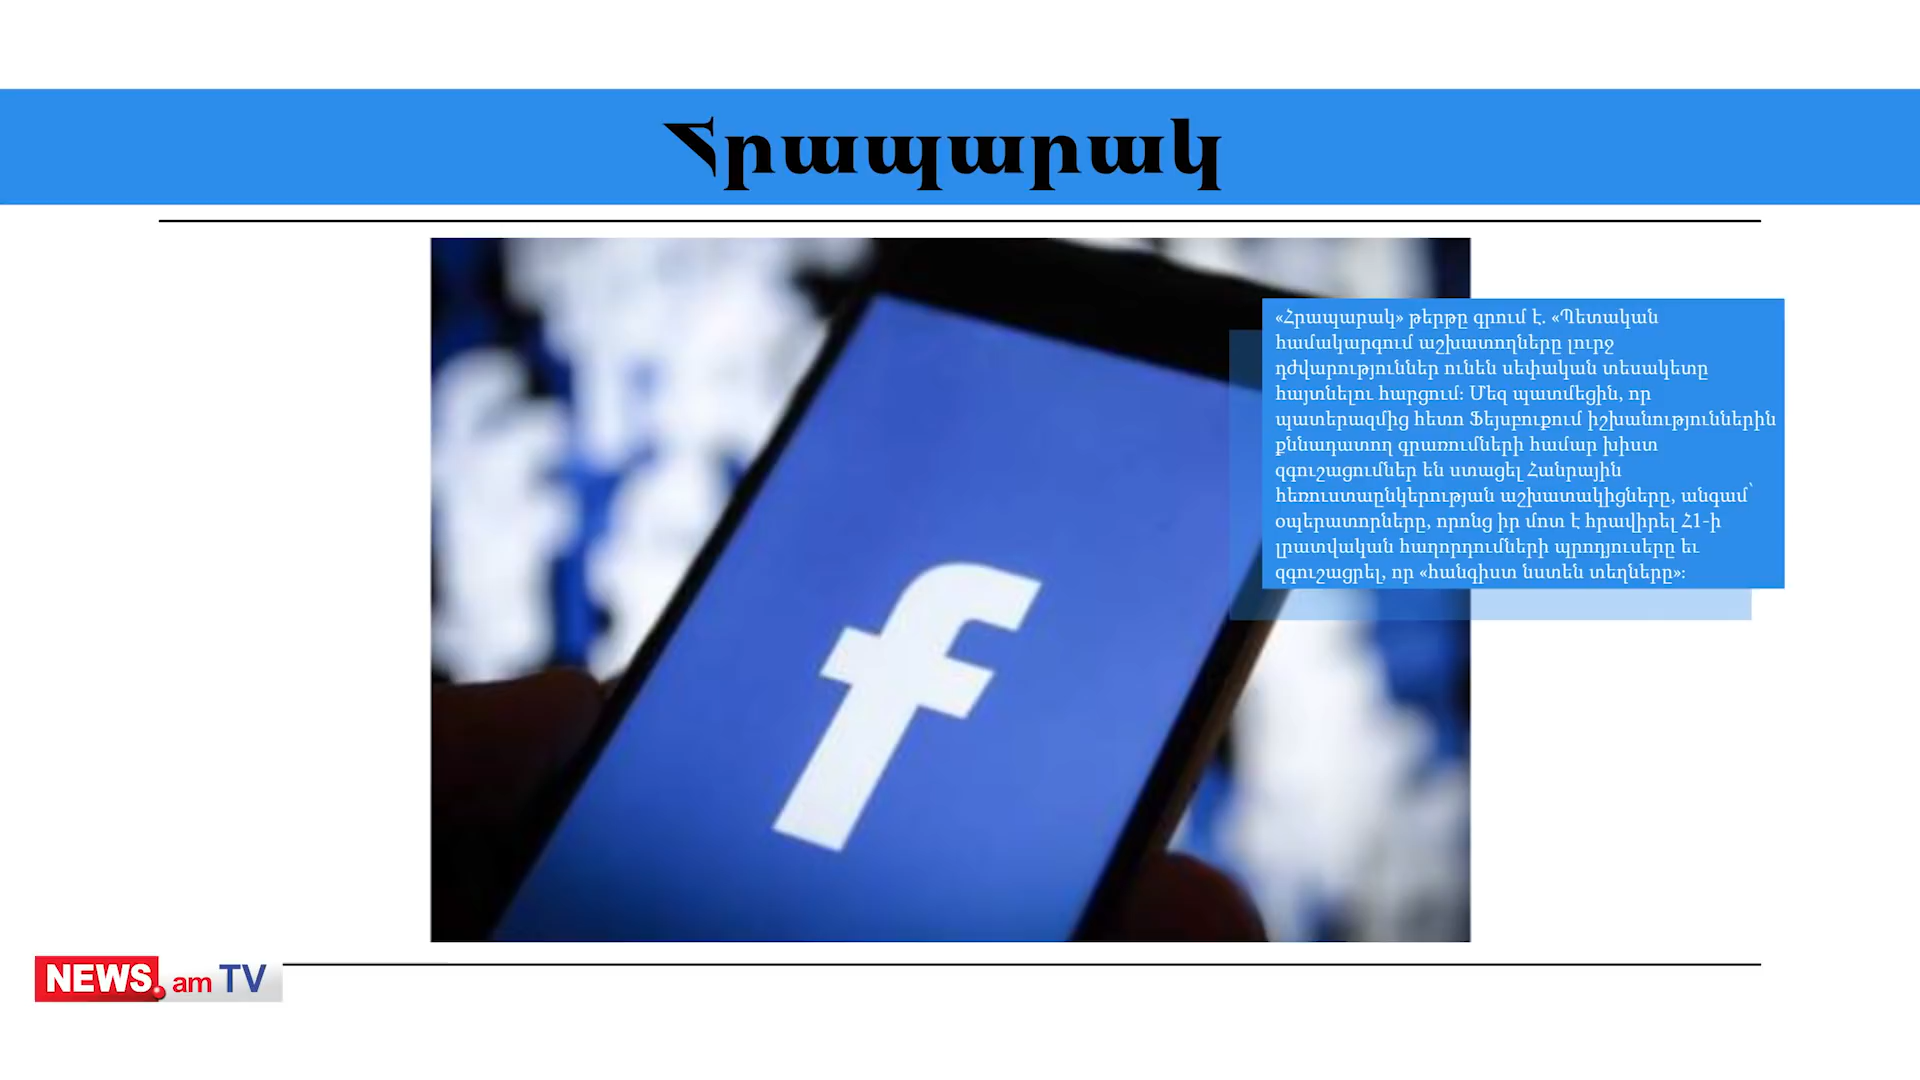 Հրապարակ
«Հրապարակ» թերթը գրում է. «Պետական
համակարգում աշխատողները լուրջ
դժվարություններ ունեն սեփական տեսակետը
հայտնելու հարցում: Մեզ պատմեցին, որ
պատերազմից հետո Ֆեյսբուքում իշխանություններին
քննադատող գրառումների համար խիստ
զգուշացումներ են ստացել Հանրային
հեռուստաընկերության աշխատակիցները, անգամ՝
օպերատորները, որոնց իր մոտ է հրավիրել Հ1-ի
լրատվական հաղորդումների պրոդյուսերը եւ
զգուշացրել, որ «հանգիստ նստեն տեղները»:
f
NEWS.am TV